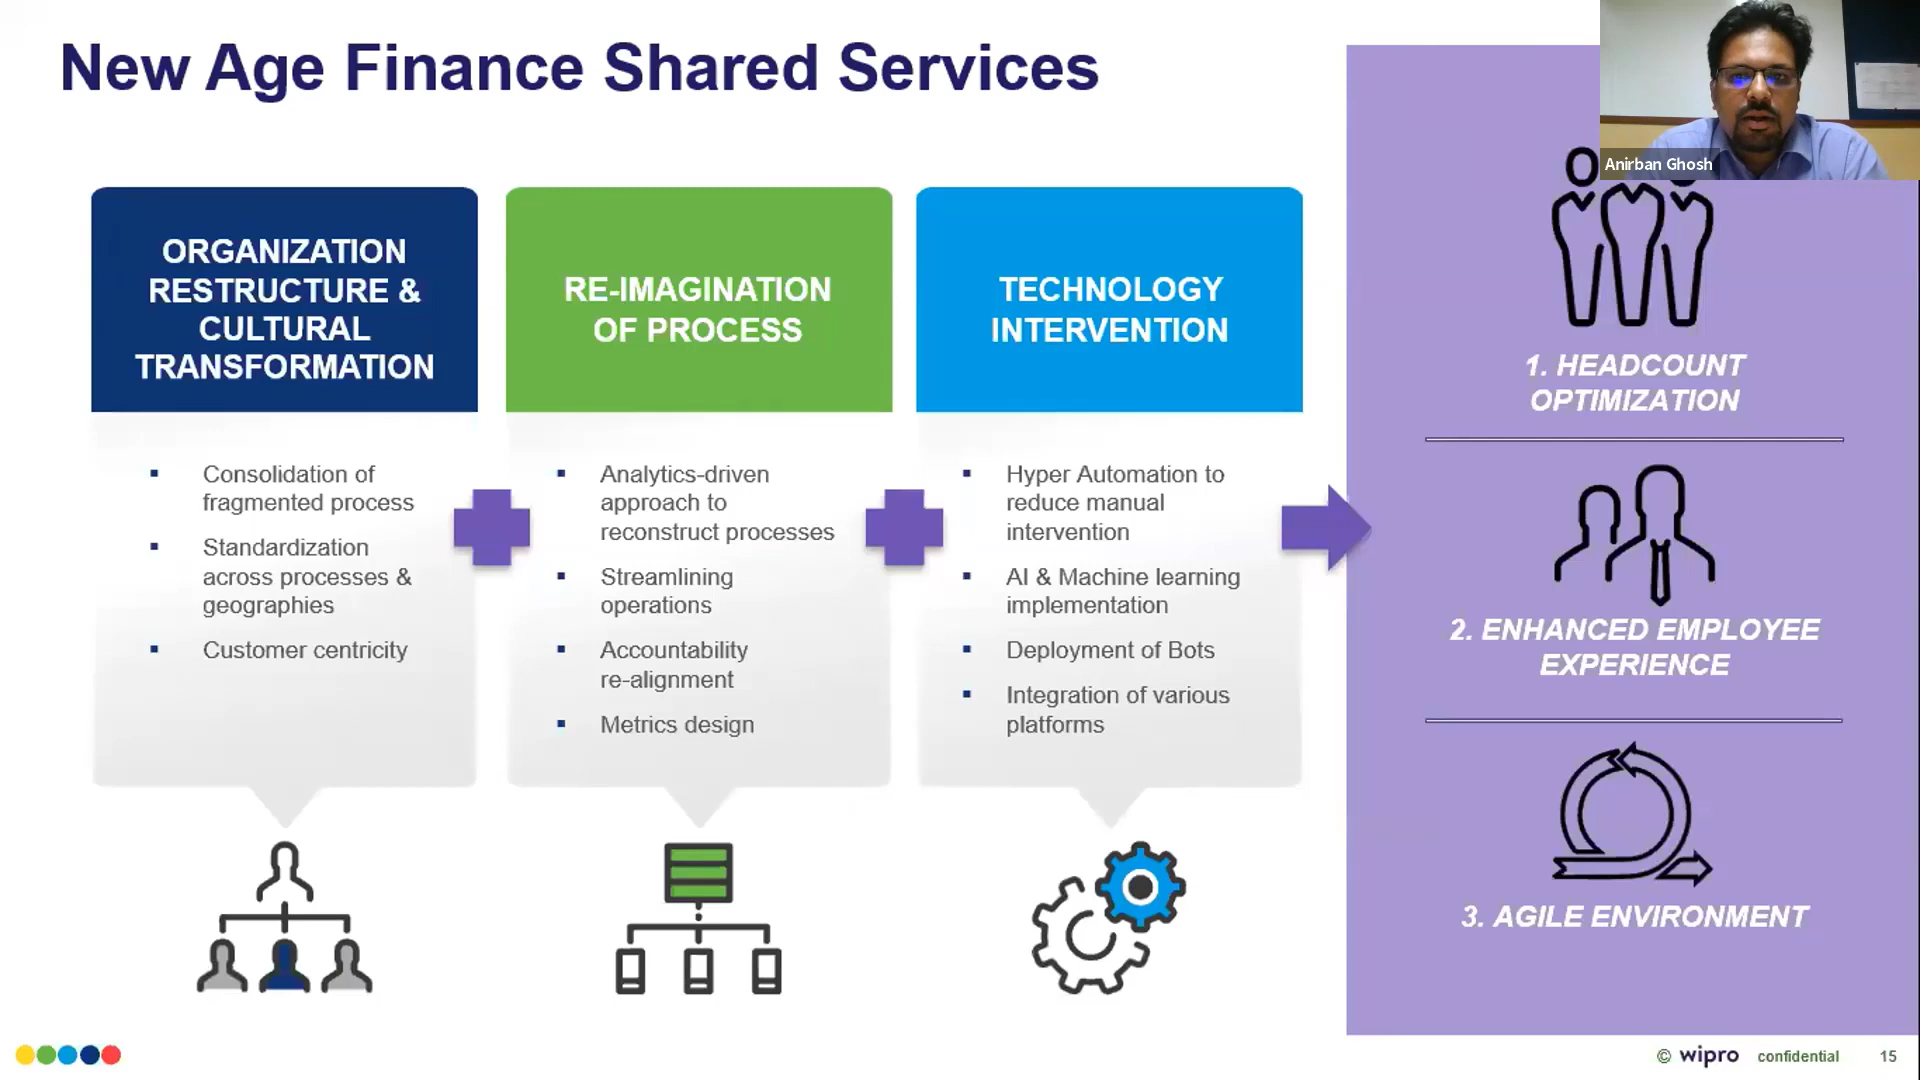 New Age Finance Shared Services
Anirban Ghosh
ORGANIZATION
RESTRUCTURE &
CULTURAL
TRANSFORMATION
Consolidation of
fragmented process
Standardization
across processes &
geographies
Customer centricity
RE-IMAGINATION
OF PROCESS
Analytics-driven
approach to
reconstruct processes
Streamlining
operations
Accountability
re-alignment
Metrics design
TECHNOLOGY
INTERVENTION
Hyper Automation to
reduce manual
intervention
AI & Machine learning
implementation
Deployment of Bots
Integration of various
platforms
1. HEADCOUNT
OPTIMIZATION
2. ENHANCED EMPLOYEE
EXPERIENCE
3. AGILE ENVIRONMENT
© wipro confidential 15